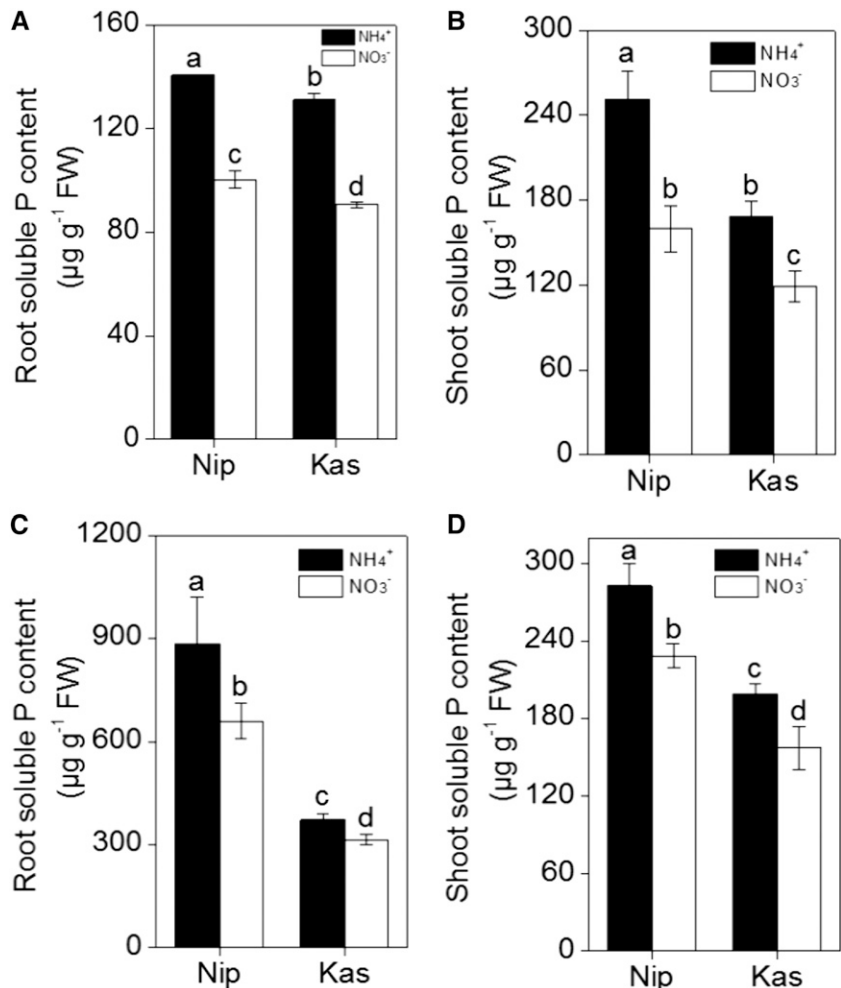 A
Root soluble P content
(µg g⁻¹ FW)
160
120
80
40
0
NH₄⁺
NO₃⁻
a
b
c
d
Nip
Kas
B
Shoot soluble P content
(µg g⁻¹ FW)
300
240
180
120
60
0
NH₄⁺
NO₃⁻
a
b
b
c
Nip
Kas
C
Root soluble P content
(µg g⁻¹ FW)
1200
900
600
300
0
NH₄⁺
NO₃⁻
a
b
c
d
Nip
Kas
D
Shoot soluble P content
(µg g⁻¹ FW)
300
240
180
120
60
0
NH₄⁺
NO₃⁻
a
b
c
d
Nip
Kas